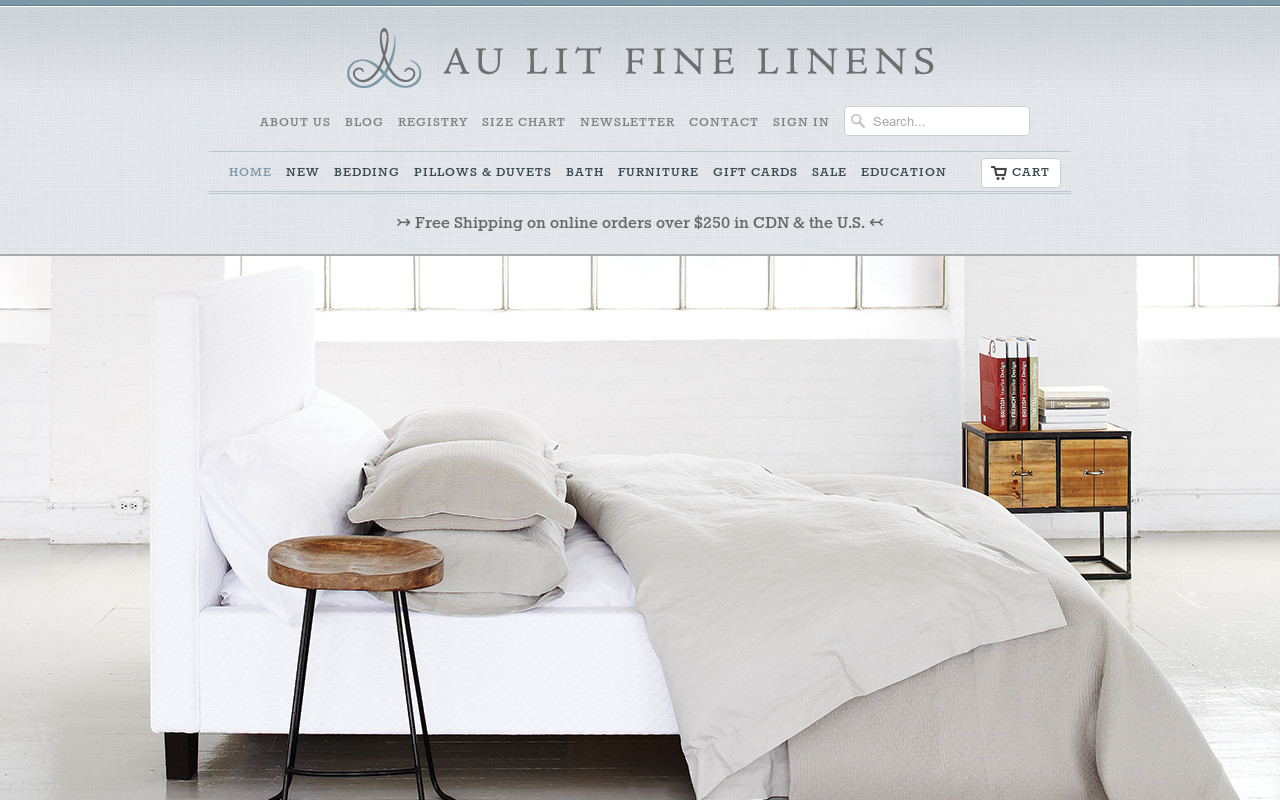 AU LIT FINE LINENS
ABOUT US BLOG REGISTRY SIZE CHART NEWSLETTER CONTACT SIGN IN Search...
HOME NEW BEDDING PILLOWS & DUVETS BATH FURNITURE GIFT CARDS SALE EDUCATION CART
↣ Free Shipping on online orders over $250 in CDN & the U.S. ↢
BRITISH Interior Design
FRENCH Interior Design
BRITISH Interior Design